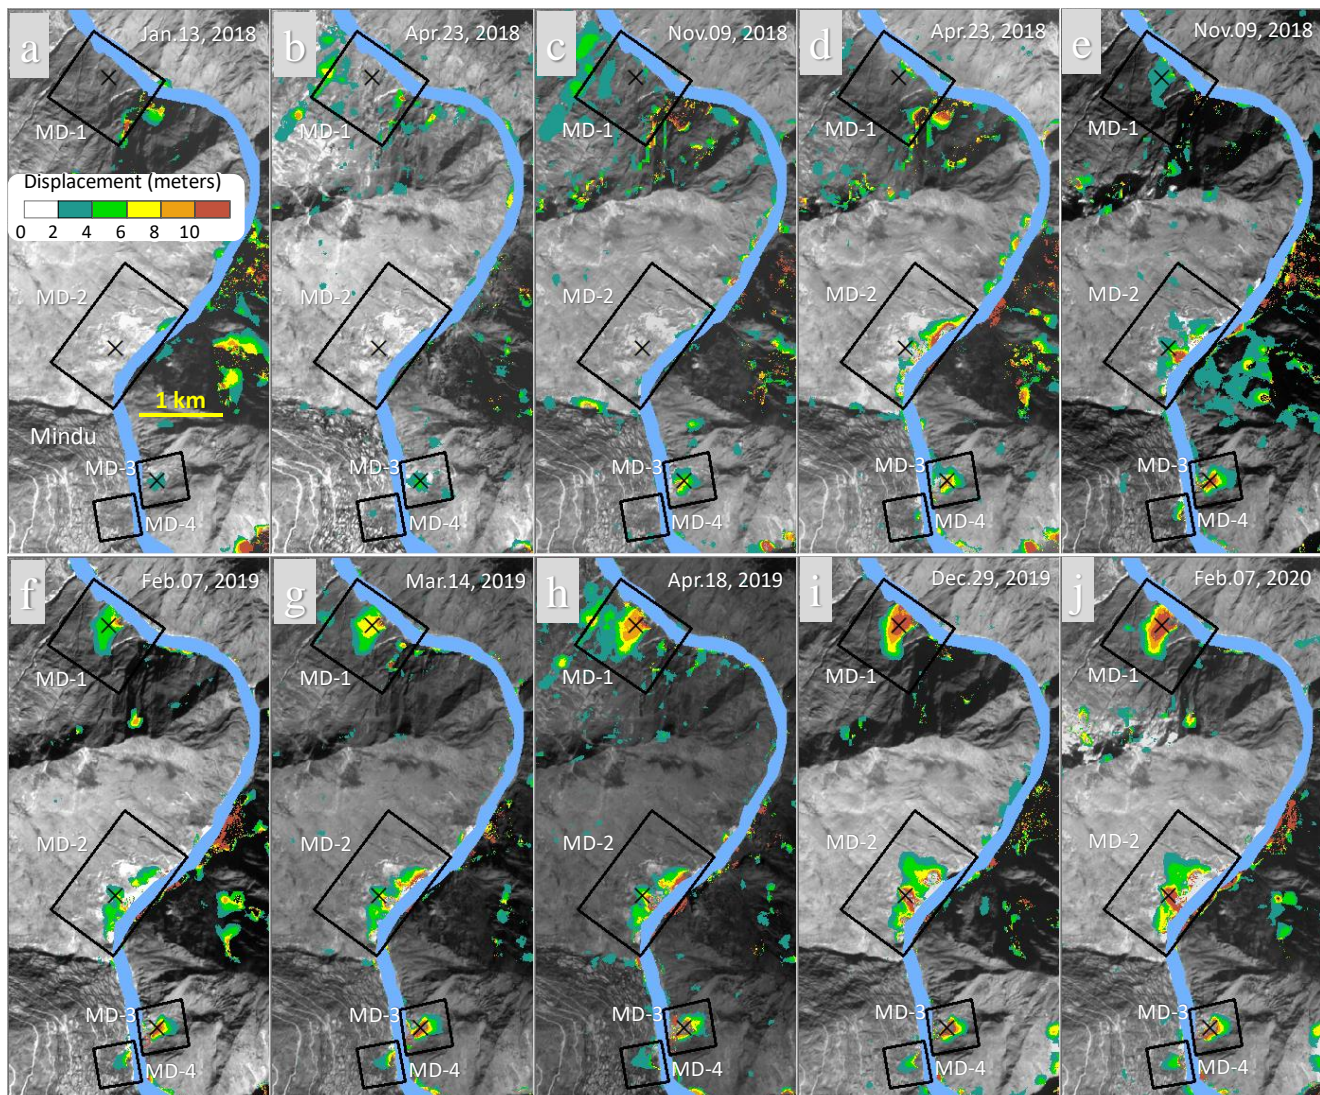 a
Jan.13, 2018
b
Apr.23, 2018
c
Nov.09, 2018
d
Apr.23, 2018
e
Nov.09, 2018
MD-1
MD-1
MD-1
MD-1
MD-1
Displacement (meters)
0 2 4 6 8 10
MD-2
MD-2
MD-2
MD-2
MD-2
1 km
Mindu
MD-3
MD-3
MD-3
MD-3
MD-3
MD-4
MD-4
MD-4
MD-4
MD-4
f
Feb.07, 2019
g
Mar.14, 2019
h
Apr.18, 2019
i
Dec.29, 2019
j
Feb.07, 2020
MD-1
MD-1
MD-1
MD-1
MD-1
MD-2
MD-2
MD-2
MD-2
MD-2
MD-3
MD-3
MD-3
MD-3
MD-3
MD-4
MD-4
MD-4
MD-4
MD-4